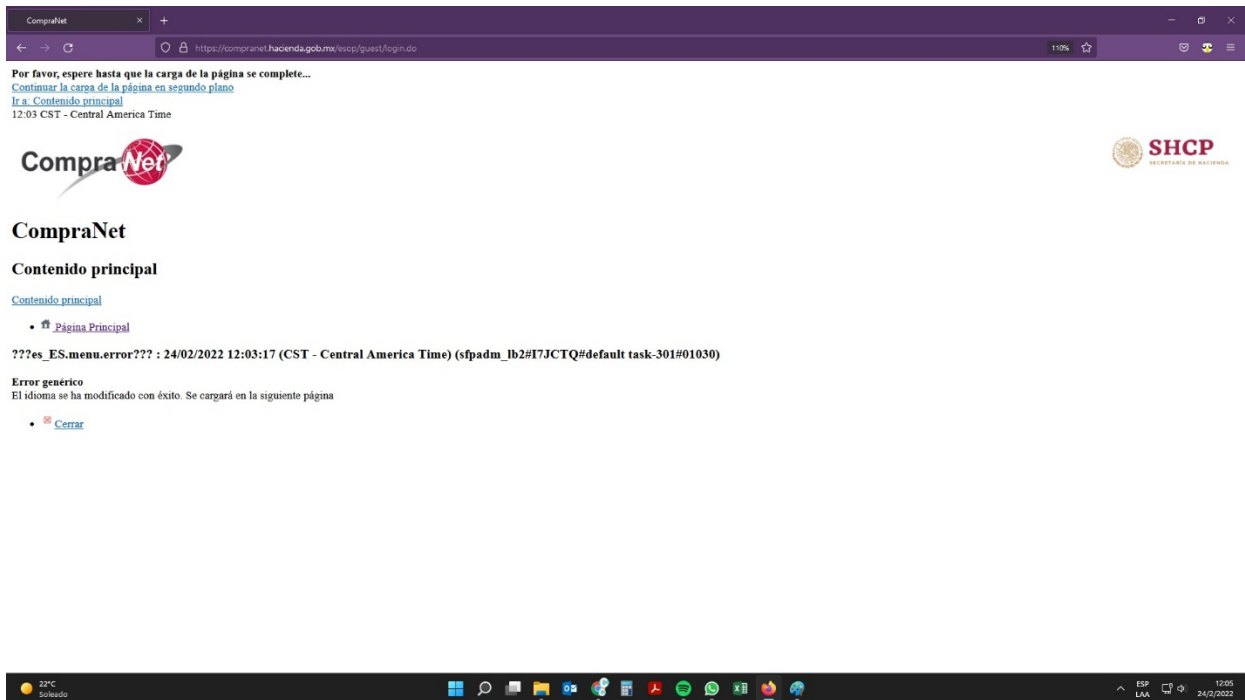 CompraNet
https://compranet.hacienda.gob.mx/esop/guest/login.do
110%
Por favor, espere hasta que la carga de la página se complete...
Continuar la carga de la página en segundo plano
Ir a: Contenido principal
12:03 CST - Central America Time
CompraNet
SHCP
SECRETARÍA DE HACIENDA
CompraNet
Contenido principal
Contenido principal
Página Principal
???es_ES.menu.error??? : 24/02/2022 12:03:17 (CST - Central America Time) (sfpadm_lb2#I7JCTQ#default task-301#01030)
Error genérico
El idioma se ha modificado con éxito. Se cargará en la siguiente página
Cerrar
22°C
Soleado
ESP
LAA
12:05
24/2/2022